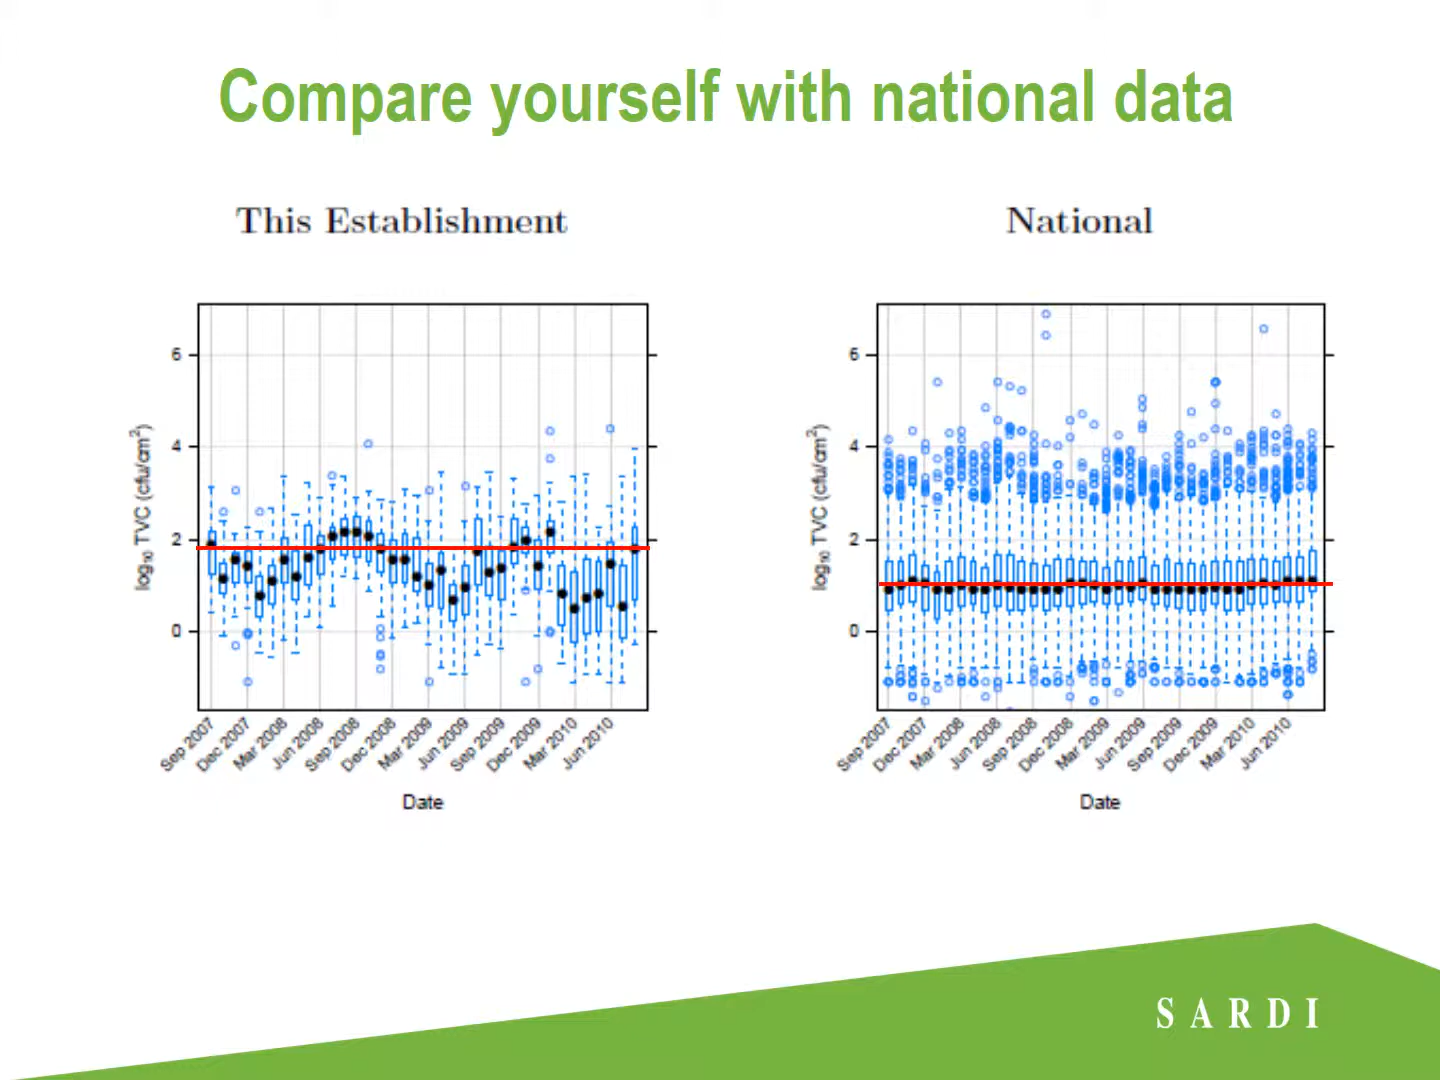 Compare yourself with national data
This Establishment
National
6
4
2
0
log10 TVC (cfu/cm2)
Sep 2007
Dec 2007
Mar 2008
Jun 2008
Sep 2008
Dec 2008
Mar 2009
Jun 2009
Sep 2009
Dec 2009
Mar 2010
Jun 2010
Date
6
4
2
0
log10 TVC (cfu/cm2)
Sep 2007
Dec 2007
Mar 2008
Jun 2008
Sep 2008
Dec 2008
Mar 2009
Jun 2009
Sep 2009
Dec 2009
Mar 2010
Jun 2010
Date
SARDI